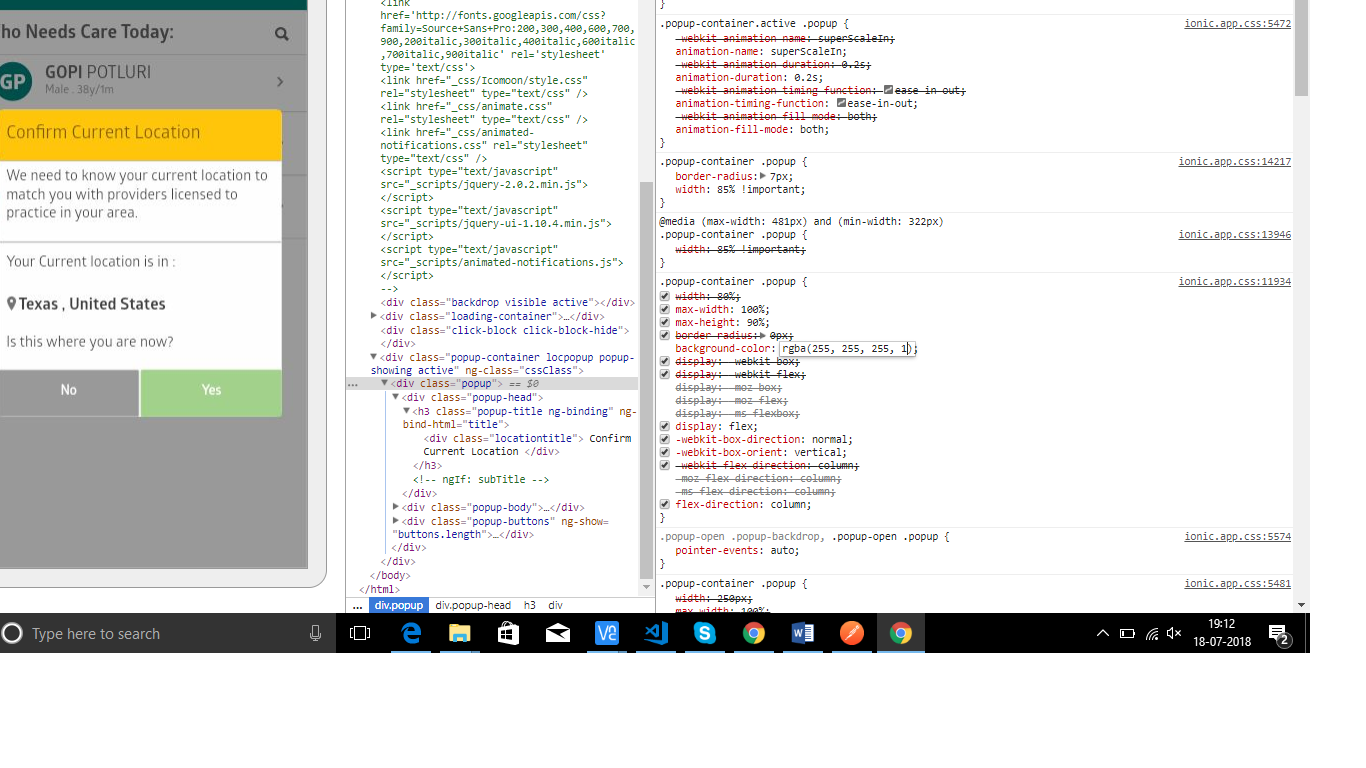 ho Needs Care Today:
GP
GOPI POTLURI
Male . 38y/1m
Confirm Current Location
We need to know your current location to
match you with providers licensed to
practice in your area.
Your Current location is in :
Texas , United States
Is this where you are now?
No
Yes
<link
href='http://fonts.googleapis.com/css?
family=Source+Sans+Pro:200,300,400,600,700,
900,200italic,300italic,400italic,600italic
,700italic,900italic' rel='stylesheet'
type='text/css'>
<link href="_css/Icomoon/style.css"
rel="stylesheet" type="text/css" />
<link href="_css/animate.css"
rel="stylesheet" type="text/css" />
<link href="_css/animated-
notifications.css" rel="stylesheet"
type="text/css" />
<script type="text/javascript"
src="_scripts/jquery-2.0.2.min.js">
</script>
<script type="text/javascript"
src="_scripts/jquery-ui-1.10.4.min.js">
</script>
<script type="text/javascript"
src="_scripts/animated-notifications.js">
</script>
-->
<div class="backdrop visible active"></div>
<div class="loading-container">…</div>
<div class="click-block click-block-hide">
</div>
<div class="popup-container locpopup popup-
showing active" ng-class="cssClass">
... <div class="popup"> == $0
<div class="popup-head">
<h3 class="popup-title ng-binding" ng-
bind-html="title">
<div class="locationtitle"> Confirm
Current Location </div>
</h3>
<!-- ngIf: subTitle -->
</div>
<div class="popup-body">…</div>
<div class="popup-buttons" ng-show=
"buttons.length">…</div>
</div>
</div>
</body>
</html>
... div.popup div.popup-head h3 div
}
.popup-container.active .popup { ionic.app.css:5472
-webkit-animation-name: superScaleIn;
animation-name: superScaleIn;
-webkit-animation-duration: 0.2s;
animation-duration: 0.2s;
-webkit-animation-timing-function: ease-in-out;
animation-timing-function: ease-in-out;
-webkit-animation-fill-mode: both;
animation-fill-mode: both;
}
.popup-container .popup { ionic.app.css:14217
border-radius: 7px;
width: 85% !important;
}
@media (max-width: 481px) and (min-width: 322px)
.popup-container .popup { ionic.app.css:13946
width: 85% !important;
}
.popup-container .popup { ionic.app.css:11934
width: 80%;
max-width: 100%;
max-height: 90%;
border-radius: 0px;
background-color: rgba(255, 255, 255, 1);
display: -webkit-box;
display: -webkit-flex;
display: -moz-box;
display: -moz-flex;
display: -ms-flexbox;
display: flex;
-webkit-box-direction: normal;
-webkit-box-orient: vertical;
-webkit-flex-direction: column;
-moz-flex-direction: column;
-ms-flex-direction: column;
flex-direction: column;
}
.popup-open .popup-backdrop, .popup-open .popup { ionic.app.css:5574
pointer-events: auto;
}
.popup-container .popup { ionic.app.css:5481
width: 250px;
max-width: 100%;
Type here to search
19:12
18-07-2018
2